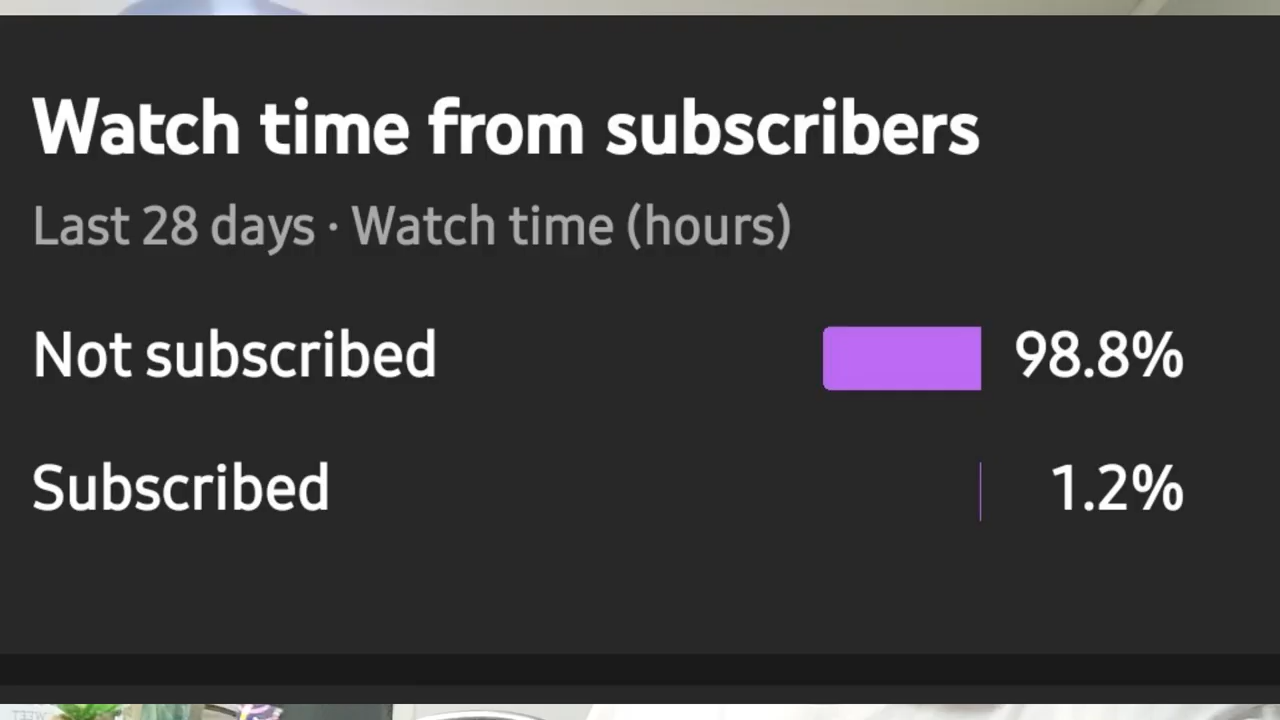 Watch time from subscribers
Last 28 days · Watch time (hours)
Not subscribed 98.8%
Subscribed 1.2%